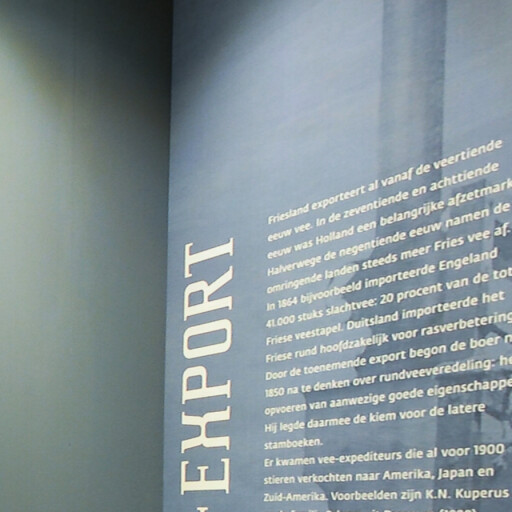 EXPORT
Friesland exporteert al vanaf de veertiende
eeuw vee. In de zeventiende en achttiende
eeuw was Holland een belangrijke afzetmark
Halverwege de negentiende eeuw namen de
omringende landen steeds meer Fries vee af.
In 1864 bijvoorbeeld importeerde Engeland
41.000 stuks slachtvee: 20 procent van de tot
Friese veestapel. Duitsland importeerde het
Friese rund hoofdzakelijk voor rasverbetering
Door de toenemende export begon de boer n
1850 na te denken over rundveeveredeling: he
opvoeren van aanwezige goede eigenschappe
Hij legde daarmee de kiem voor de latere
stamboeken.
Er kwamen vee-expediteurs die al voor 1900
stieren verkochten naar Amerika, Japan en
Zuid-Amerika. Voorbeelden zijn K.N. Kuperus